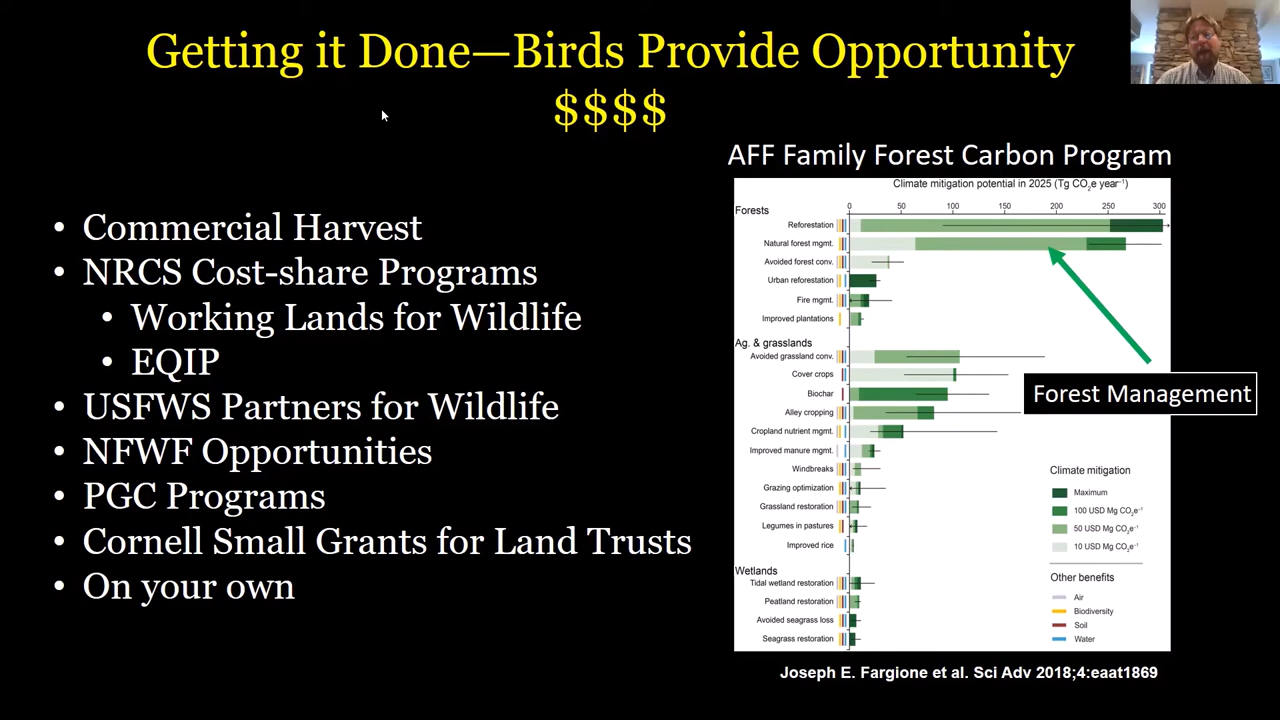 Getting it Done—Birds Provide Opportunity
$$$$
• Commercial Harvest
• NRCS Cost-share Programs
• Working Lands for Wildlife
• EQIP
• USFWS Partners for Wildlife
• NFWF Opportunities
• PGC Programs
• Cornell Small Grants for Land Trusts
• On your own
AFF Family Forest Carbon Program
Climate mitigation potential in 2025 (Tg CO₂e year⁻¹)
0 50 100 150 200 250 300
Forests
Reforestation
Natural forest mgmt.
Avoided forest conv.
Urban reforestation
Fire mgmt.
Improved plantations
Ag. & grasslands
Avoided grassland conv.
Cover crops
Biochar
Alley cropping
Cropland nutrient mgmt.
Improved manure mgmt.
Windbreaks
Grazing optimization
Grassland restoration
Legumes in pastures
Improved rice
Wetlands
Tidal wetland restoration
Peatland restoration
Avoided seagrass loss
Seagrass restoration
Forest Management
Climate mitigation
Maximum
100 USD Mg CO₂e⁻¹
50 USD Mg CO₂e⁻¹
10 USD Mg CO₂e⁻¹
Other benefits
Air
Biodiversity
Soil
Water
Joseph E. Fargione et al. Sci Adv 2018;4:eaat1869